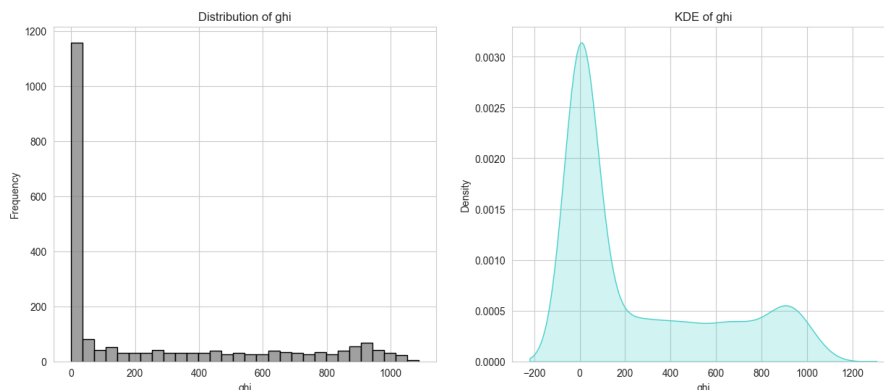 Distribution of ghi
1200
1000
800
600
400
200
0
Frequency
0 200 400 600 800 1000
ghi
KDE of ghi
0.0030
0.0025
0.0020
0.0015
0.0010
0.0005
0.0000
Density
−200 0 200 400 600 800 1000 1200
ghi